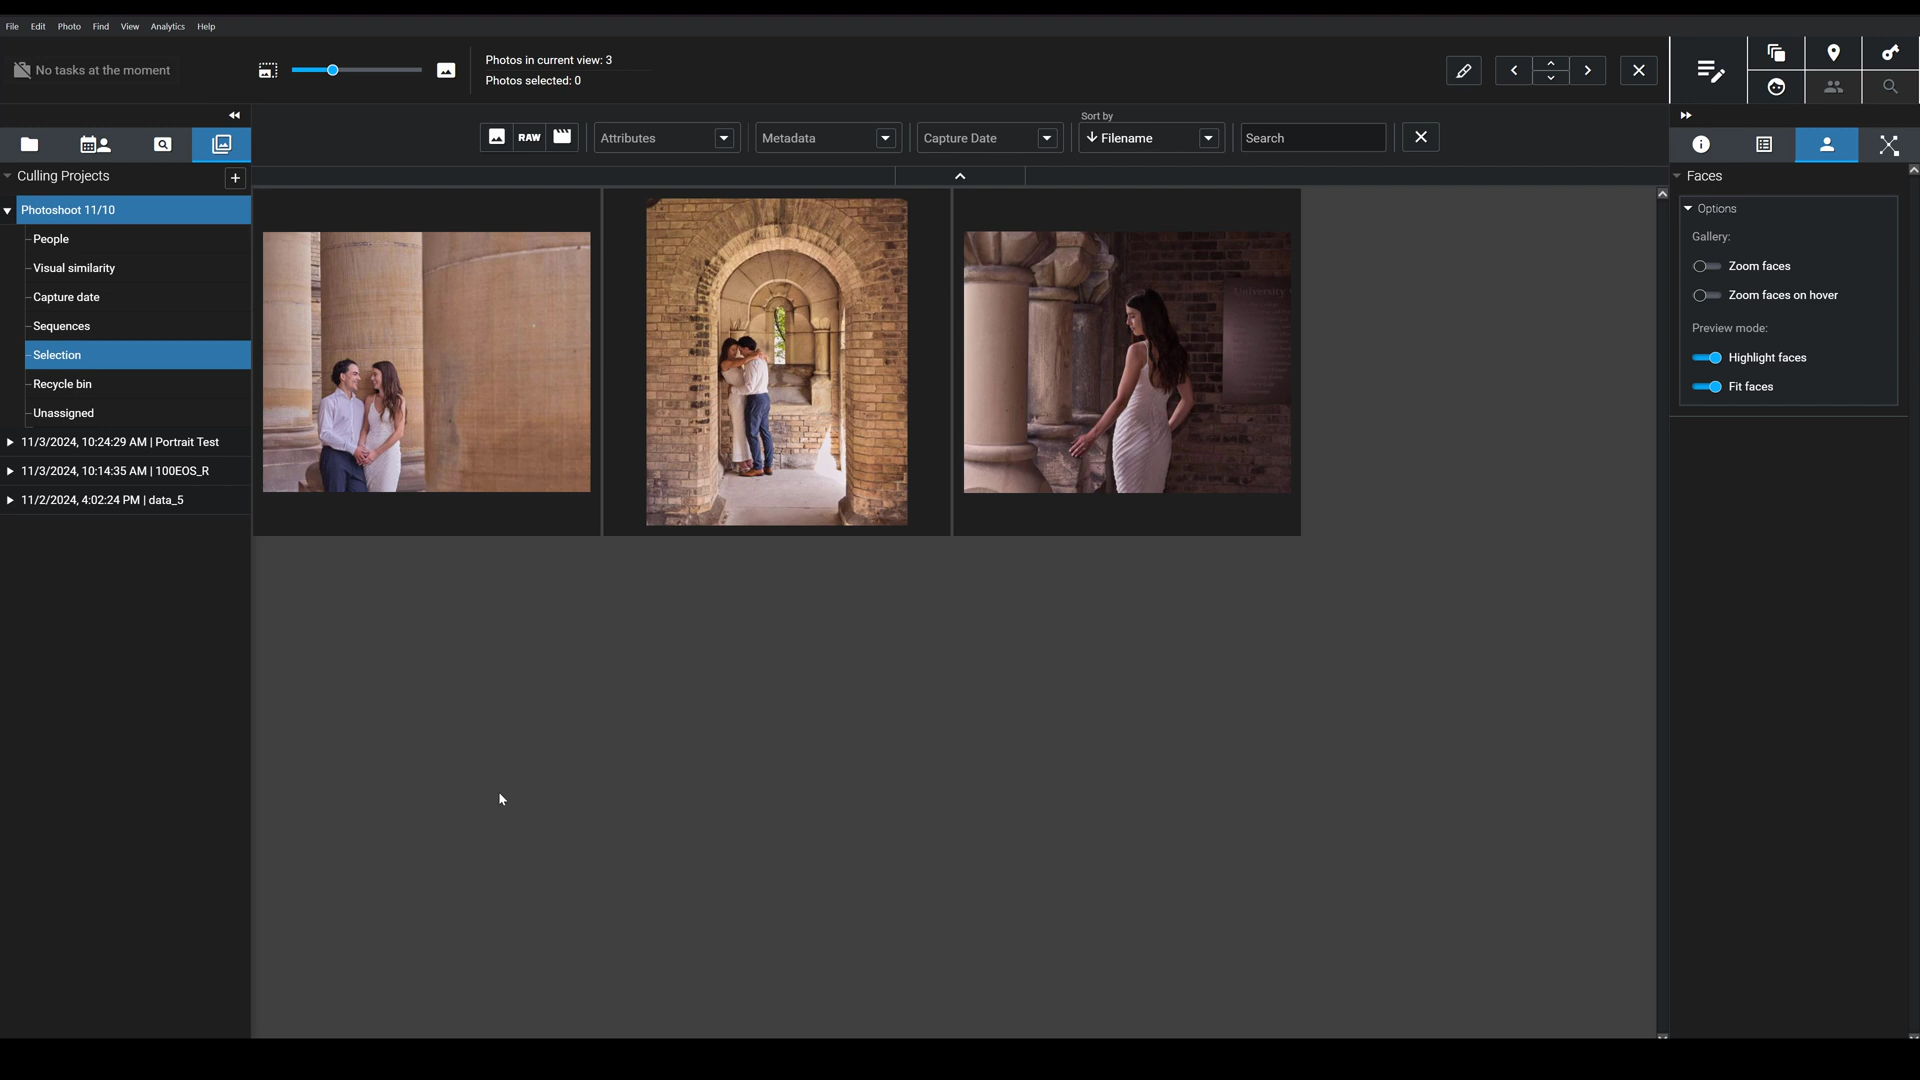 File Edit Photo Find View Analytics Help
No tasks at the moment
Photos in current view: 3
Photos selected: 0
RAW
Attributes
Metadata
Capture Date
Sort by
Filename
Search
Culling Projects
Photoshoot 11/10
People
Visual similarity
Capture date
Sequences
Selection
Recycle bin
Unassigned
11/3/2024, 10:24:29 AM | Portrait Test
11/3/2024, 10:14:35 AM | 100EOS_R
11/2/2024, 4:02:24 PM | data_5
University
Faces
Options
Gallery:
Zoom faces
Zoom faces on hover
Preview mode:
Highlight faces
Fit faces